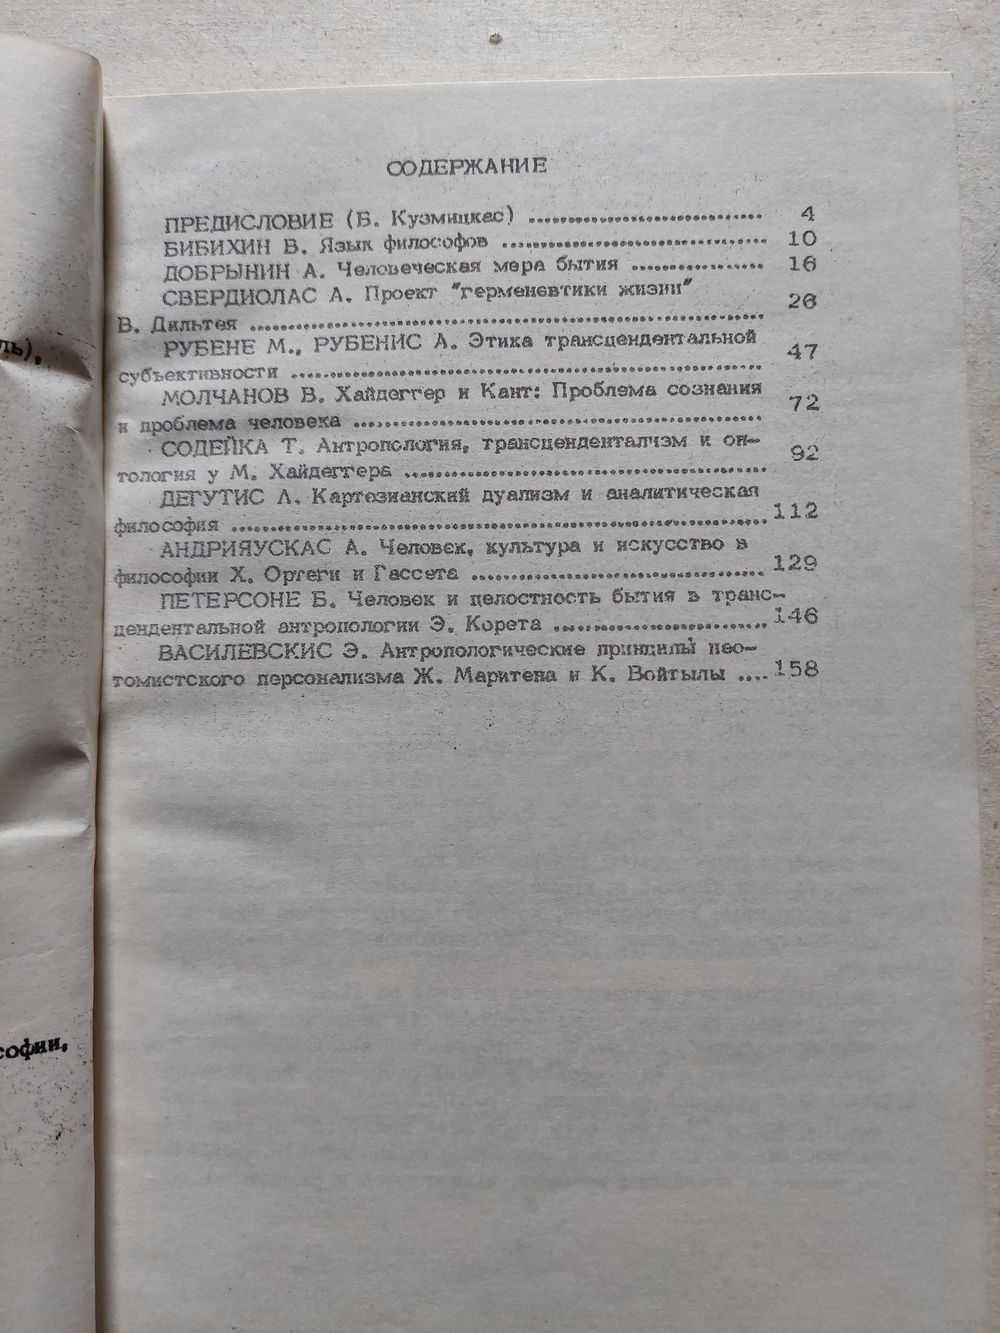 СОДЕРЖАНИЕ
ПРЕДИСЛОВИЕ (Б. Кузмицкас) .............................. 4
БИБИХИН В. Язык философов .................................. 10
ДОБРЫНИН А. Человеческая мера бытия ................. 16
СВЕРДИОЛАС А. Проект "герменевтики жизни"
В. Дильтея .................................................................. 26
РУБЕНЕ М., РУБЕНИС А. Этика трансцендентальной
субъективности ............................................................ 47
МОЛЧАНОВ В. Хайдеггер и Кант: Проблема сознания
и проблема человека .................................................... 72
СОДЕЙКА Т. Антропология, трансцендентализм и он-
тология у М. Хайдеггера .............................................. 92
ДЕГУТИС А. Картезианский дуализм и аналитическая
философия .................................................................... 112
АНДРИЯУСКАС А. Человек, культура и искусство в
философии Х. Ортеги и Гассета .................................... 129
ПЕТЕРСОНЕ Б. Человек и целостность бытия в транс-
цендентальной антропологии Э. Корета ........................... 146
ВАСИЛЕВСКИС Э. Антропологические принципы нео-
томистского персонализма Ж. Маритена и К. Войтылы .... 158
ль),
софии,